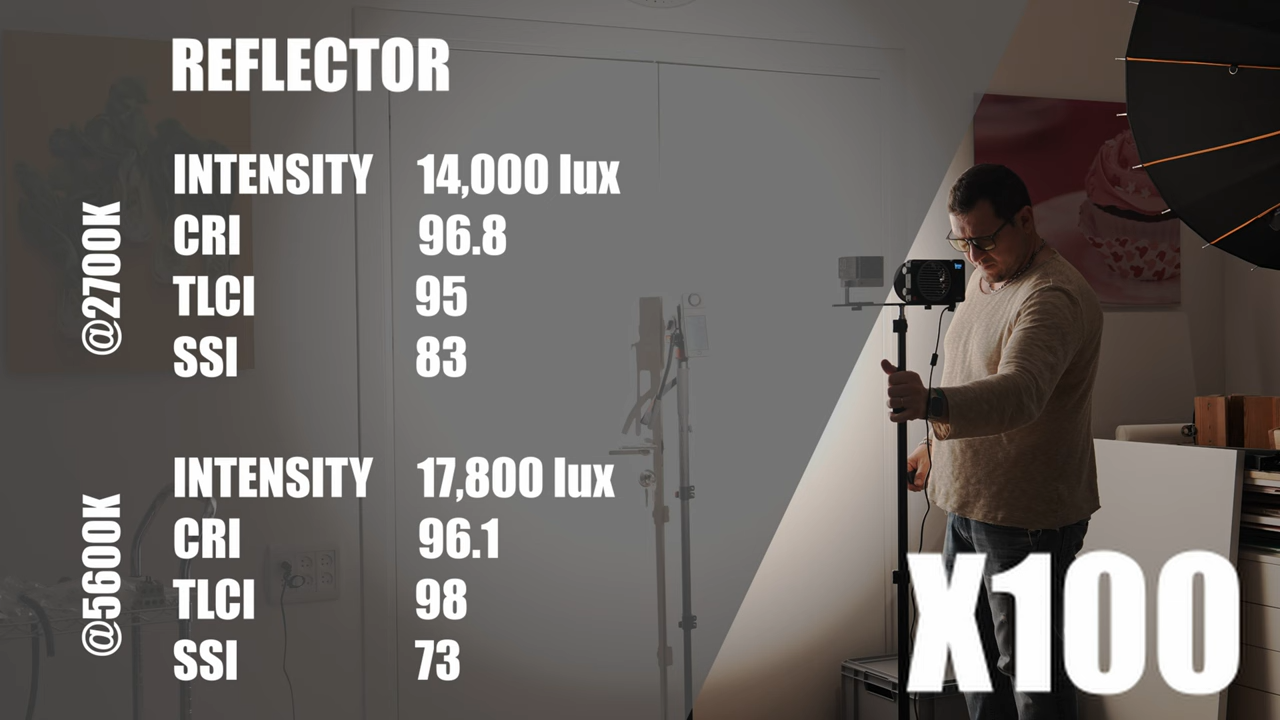 REFLECTOR
@2700K
INTENSITY 14,000 lux
CRI 96.8
TLCI 95
SSI 83
@5600K
INTENSITY 17,800 lux
CRI 96.1
TLCI 98
SSI 73
X100